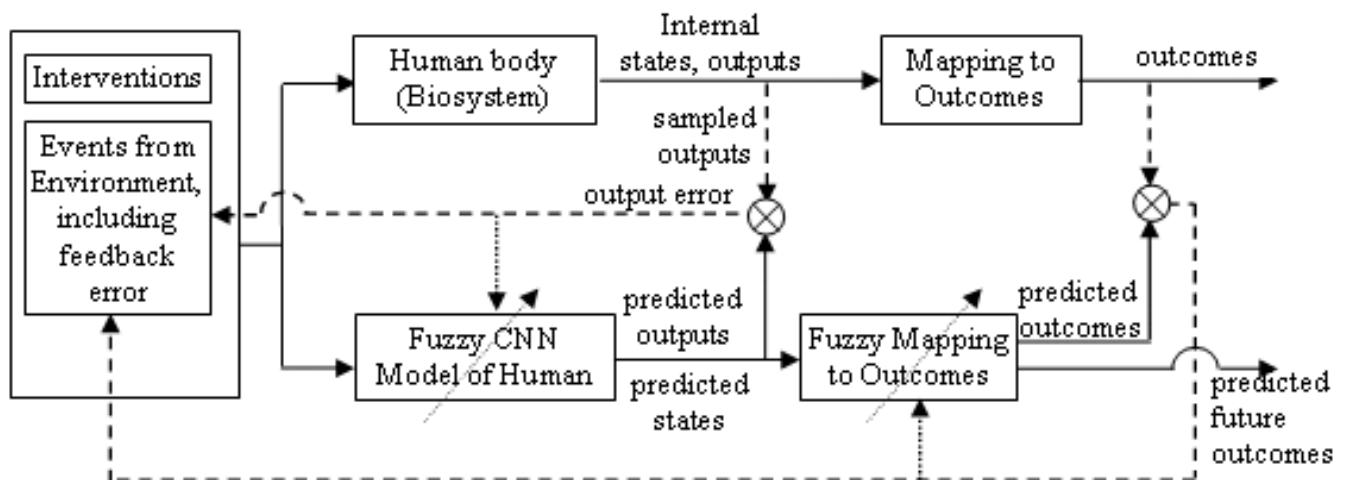 Interventions
Events from
Environment,
including
feedback
error
Human body
(Biosystem)
Internal
states, outputs
Mapping to
Outcomes
outcomes
sampled
outputs
output error
Fuzzy CNN
Model of Human
predicted
outputs
predicted
states
Fuzzy Mapping
to Outcomes
predicted
outcomes
predicted
future
outcomes